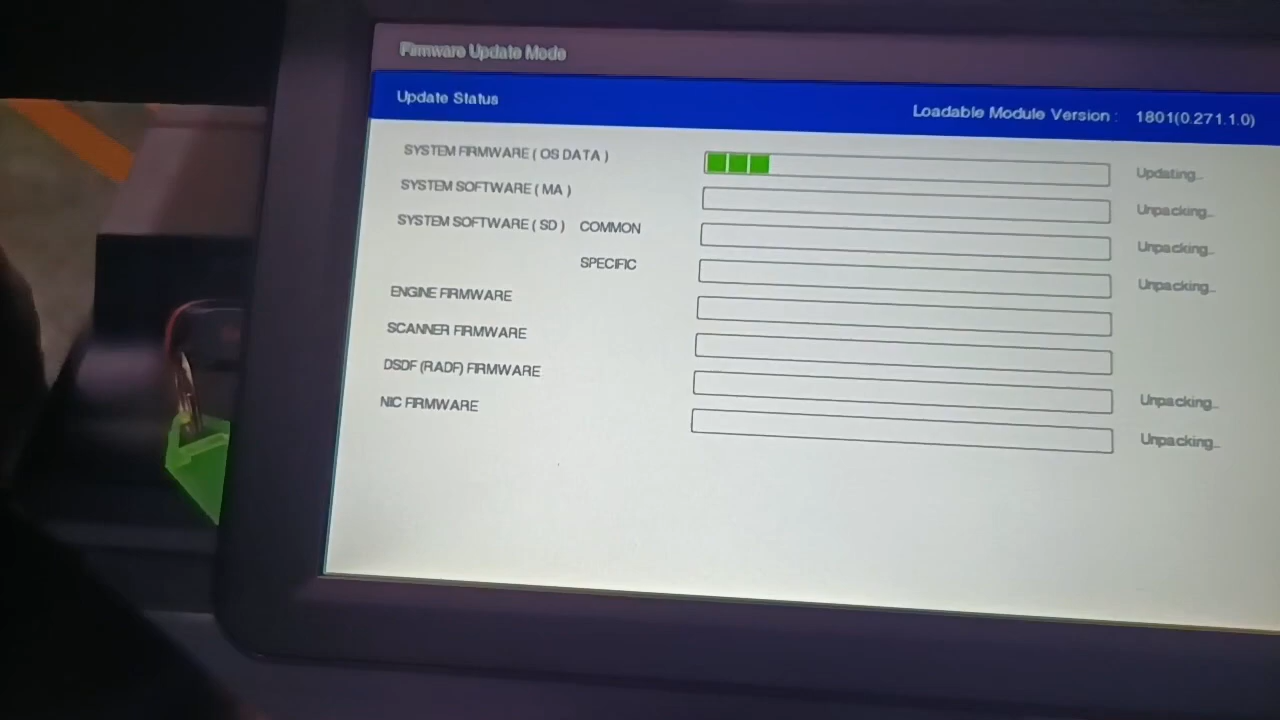 Firmware Update Mode
Update Status
Loadable Module Version : 1801(0.271.1.0)
SYSTEM FIRMWARE ( OS DATA ) Updating...
SYSTEM SOFTWARE ( MA ) Unpacking...
SYSTEM SOFTWARE ( SD ) COMMON Unpacking...
SPECIFIC Unpacking...
ENGINE FIRMWARE
SCANNER FIRMWARE
DSDF (RADF) FIRMWARE Unpacking...
NIC FIRMWARE Unpacking...